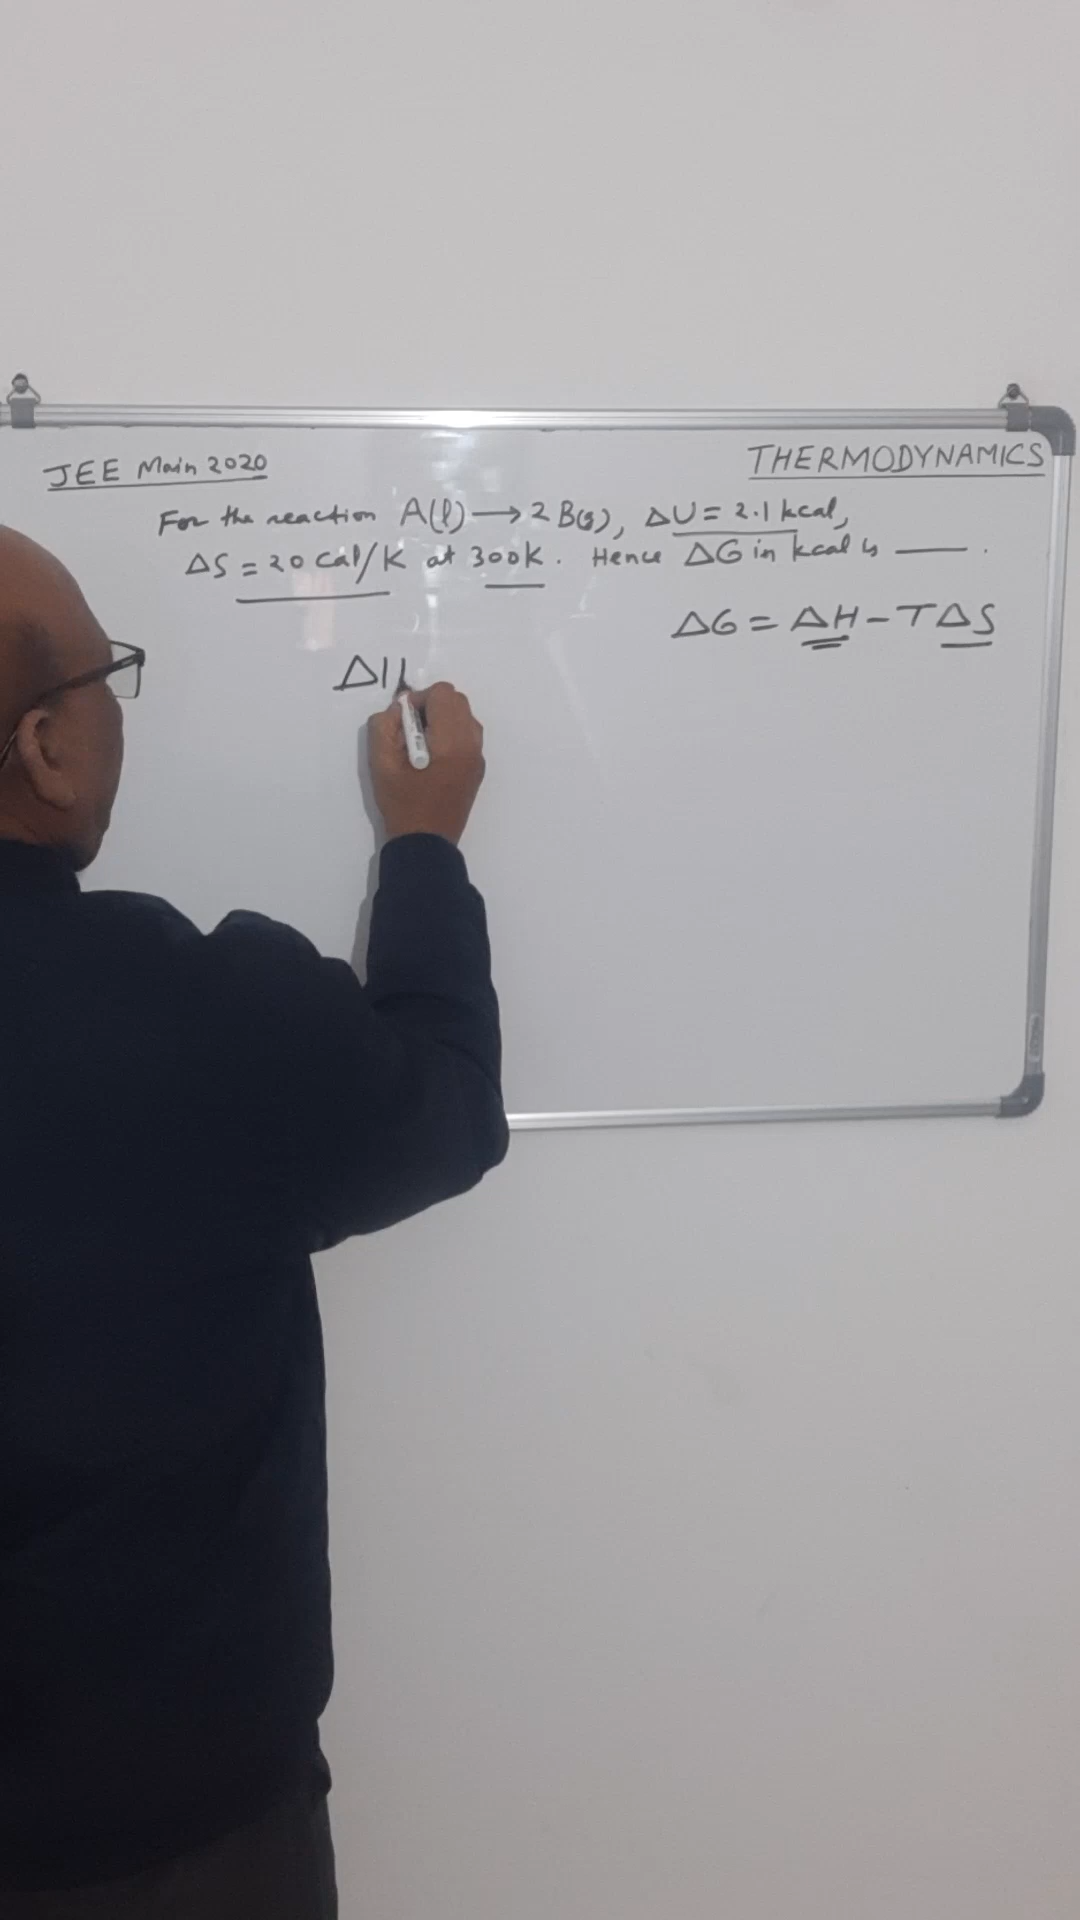 JEE Main 2020
THERMODYNAMICS
For the reaction A(l) → 2 B(g), ΔU = 2.1 kcal,
ΔS = 20 cal/K at 300K. Hence ΔG in kcal is ——.
ΔG = ΔH - TΔS
ΔH